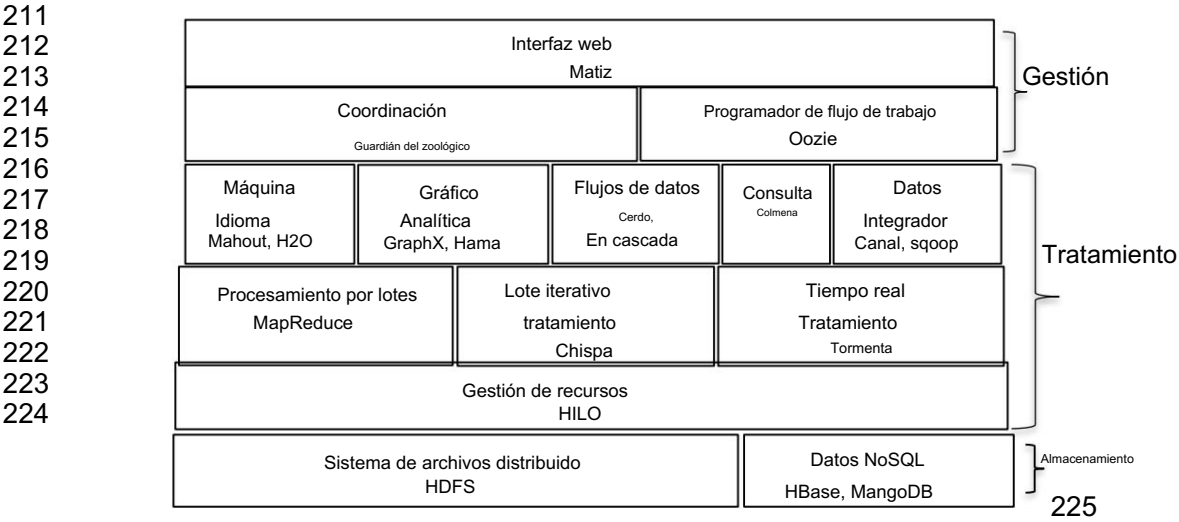 211
212
213
214
215
216
217
218
219
220
221
222
223
224
Interfaz web
Matiz
Gestión
Coordinación
Guardián del zoológico
Programador de flujo de trabajo
Oozie
Máquina
Idioma
Mahout, H2O
Gráfico
Analítica
GraphX, Hama
Flujos de datos
Cerdo,
En cascada
Consulta
Colmena
Datos
Integrador
Canal, sqoop
Tratamiento
Procesamiento por lotes
MapReduce
Lote iterativo
tratamiento
Chispa
Tiempo real
Tratamiento
Tormenta
Gestión de recursos
HILO
Sistema de archivos distribuido
HDFS
Datos NoSQL
HBase, MangoDB
Almacenamiento
225